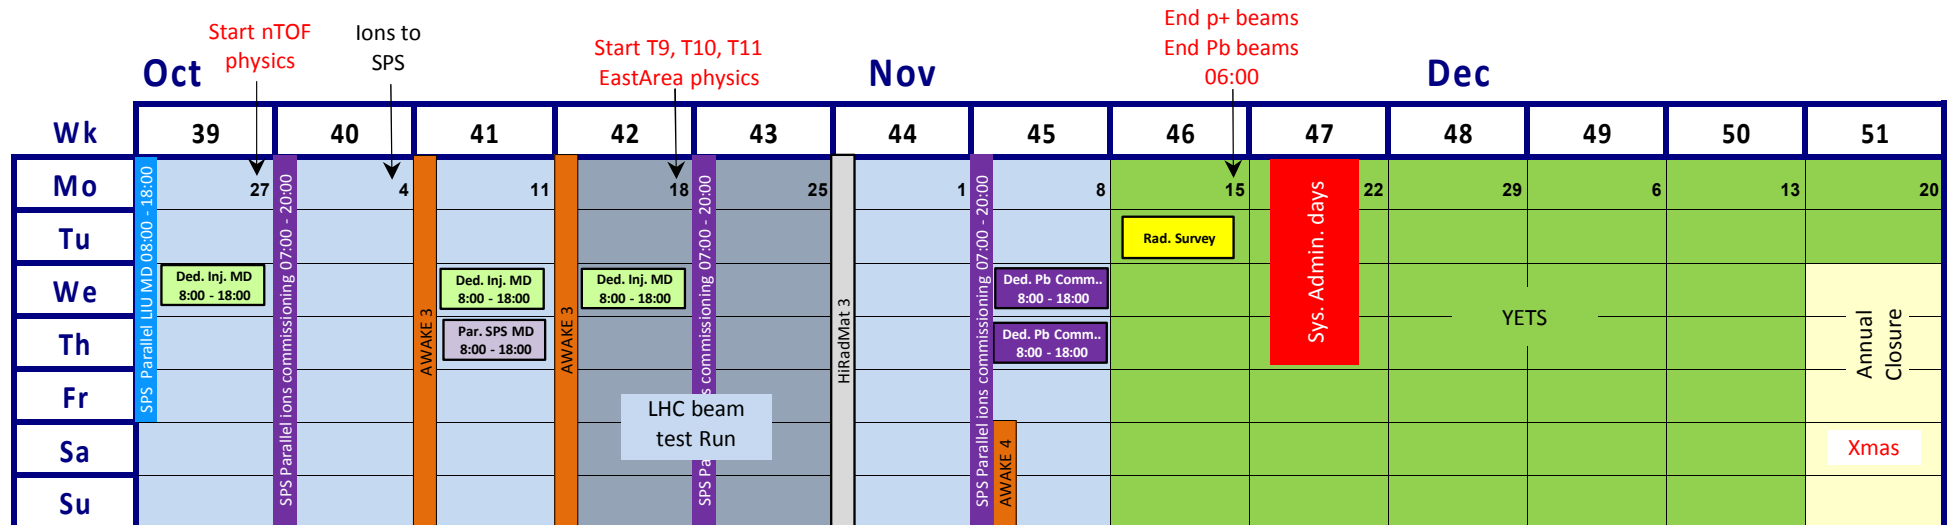 Start nTOF
physics
Ions to
SPS
Start T9, T10, T11
EastArea physics
End p+ beams
End Pb beams
06:00
Oct
Nov
Dec
Wk 39 40 41 42 43 44 45 46 47 48 49 50 51
Mo 27 4 11 18 25 1 8 15 22 29 6 13 20
Tu
We
Th
Fr
Sa
Su
SPS Parallel LIU MD 08:00 - 18:00
Ded. Inj. MD
8:00 - 18:00
SPS Parallel ions commissioning 07:00 - 20:00
AWAKE 3
Ded. Inj. MD
8:00 - 18:00
Par. SPS MD
8:00 - 18:00
AWAKE 3
Ded. Inj. MD
8:00 - 18:00
LHC beam
test Run
SPS Pa
s commissioning 07:00 - 20:00
HiRadMat 3
SPS Parallel ions commissioning 07:00 - 20:00
Ded. Pb Comm..
8:00 - 18:00
Ded. Pb Comm..
8:00 - 18:00
AWAKE 4
Rad. Survey
Sys. Admin. days
YETS
Annual
Closure
Xmas